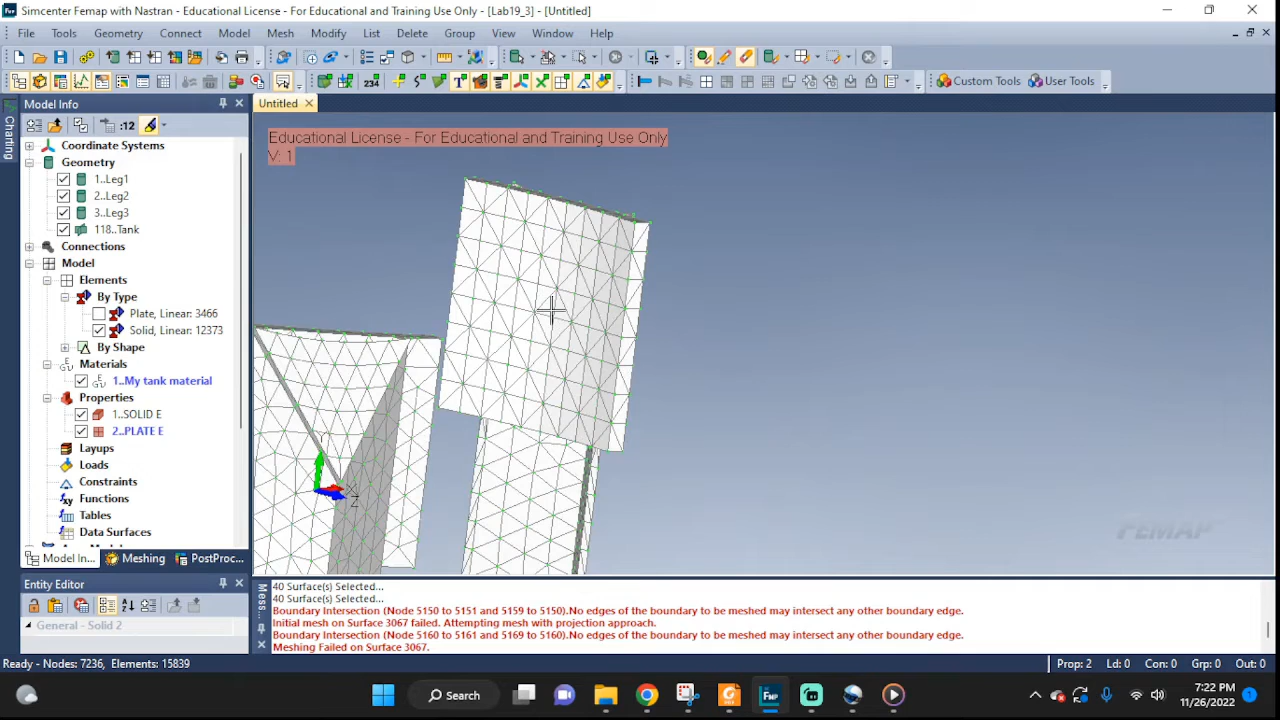 Simcenter Femap with Nastran - Educational License - For Educational and Training Use Only - [Lab19_3] - [Untitled]
File Tools Geometry Connect Model Mesh Modify List Delete Group View Window Help
234 Custom Tools User Tools
Charting
Model Info
:12
Coordinate Systems
Geometry
1..Leg1
2..Leg2
3..Leg3
118..Tank
Connections
Model
Elements
By Type
Plate, Linear: 3466
Solid, Linear: 12373
By Shape
Materials
1..My tank material
Properties
1..SOLID E
2..PLATE E
Layups
Loads
Constraints
Functions
Tables
Data Surfaces
Model In... Meshing PostProc...
Entity Editor
General - Solid 2
Untitled
Educational License - For Educational and Training Use Only
V: 1
Z
FEMAP
Mess...
40 Surface(s) Selected...
40 Surface(s) Selected...
Boundary Intersection (Node 5150 to 5151 and 5159 to 5150).No edges of the boundary to be meshed may intersect any other boundary edge.
Initial mesh on Surface 3067 failed. Attempting mesh with projection approach.
Boundary Intersection (Node 5160 to 5161 and 5169 to 5160).No edges of the boundary to be meshed may intersect any other boundary edge.
Meshing Failed on Surface 3067.
Ready - Nodes: 7236, Elements: 15839
Prop: 2 Ld: 0 Con: 0 Grp: 0 Out: 0
Search
7:22 PM
11/26/2022